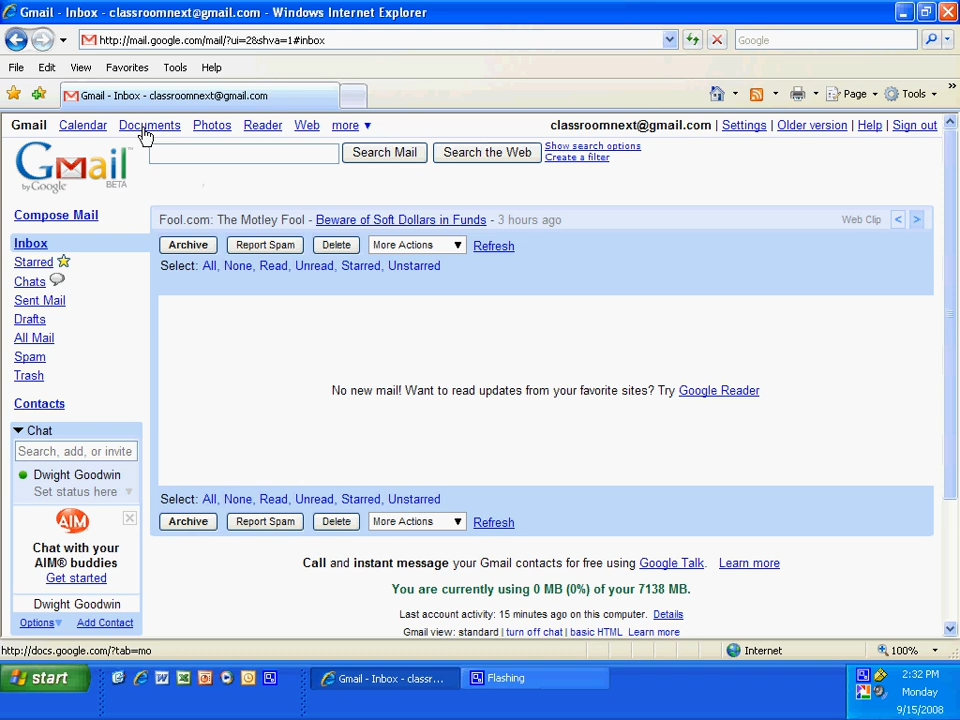 Gmail - Inbox - classroomnext@gmail.com - Windows Internet Explorer
http://mail.google.com/mail/?ui=2&shva=1#inbox
Google
File Edit View Favorites Tools Help
Gmail - Inbox - classroomnext@gmail.com
Page Tools
Gmail Calendar Documents Photos Reader Web more ▼
classroomnext@gmail.com | Settings | Older version | Help | Sign out
Gmail
by Google BETA
Search Mail Search the Web
Show search options
Create a filter
Compose Mail
Inbox
Starred
Chats
Sent Mail
Drafts
All Mail
Spam
Trash
Contacts
Chat
Search, add, or invite
Dwight Goodwin
Set status here
AIM
Chat with your
AIM® buddies
Get started
Dwight Goodwin
Options Add Contact
Fool.com: The Motley Fool - Beware of Soft Dollars in Funds - 3 hours ago
Web Clip < >
Archive Report Spam Delete More Actions Refresh
Select: All, None, Read, Unread, Starred, Unstarred
No new mail! Want to read updates from your favorite sites? Try Google Reader
Select: All, None, Read, Unread, Starred, Unstarred
Archive Report Spam Delete More Actions Refresh
Call and instant message your Gmail contacts for free using Google Talk. Learn more
You are currently using 0 MB (0%) of your 7138 MB.
Last account activity: 15 minutes ago on this computer. Details
Gmail view: standard | turn off chat | basic HTML Learn more
http://docs.google.com/?tab=mo
Internet
100%
start
Gmail - Inbox - classr...
Flashing
2:32 PM
Monday
9/15/2008